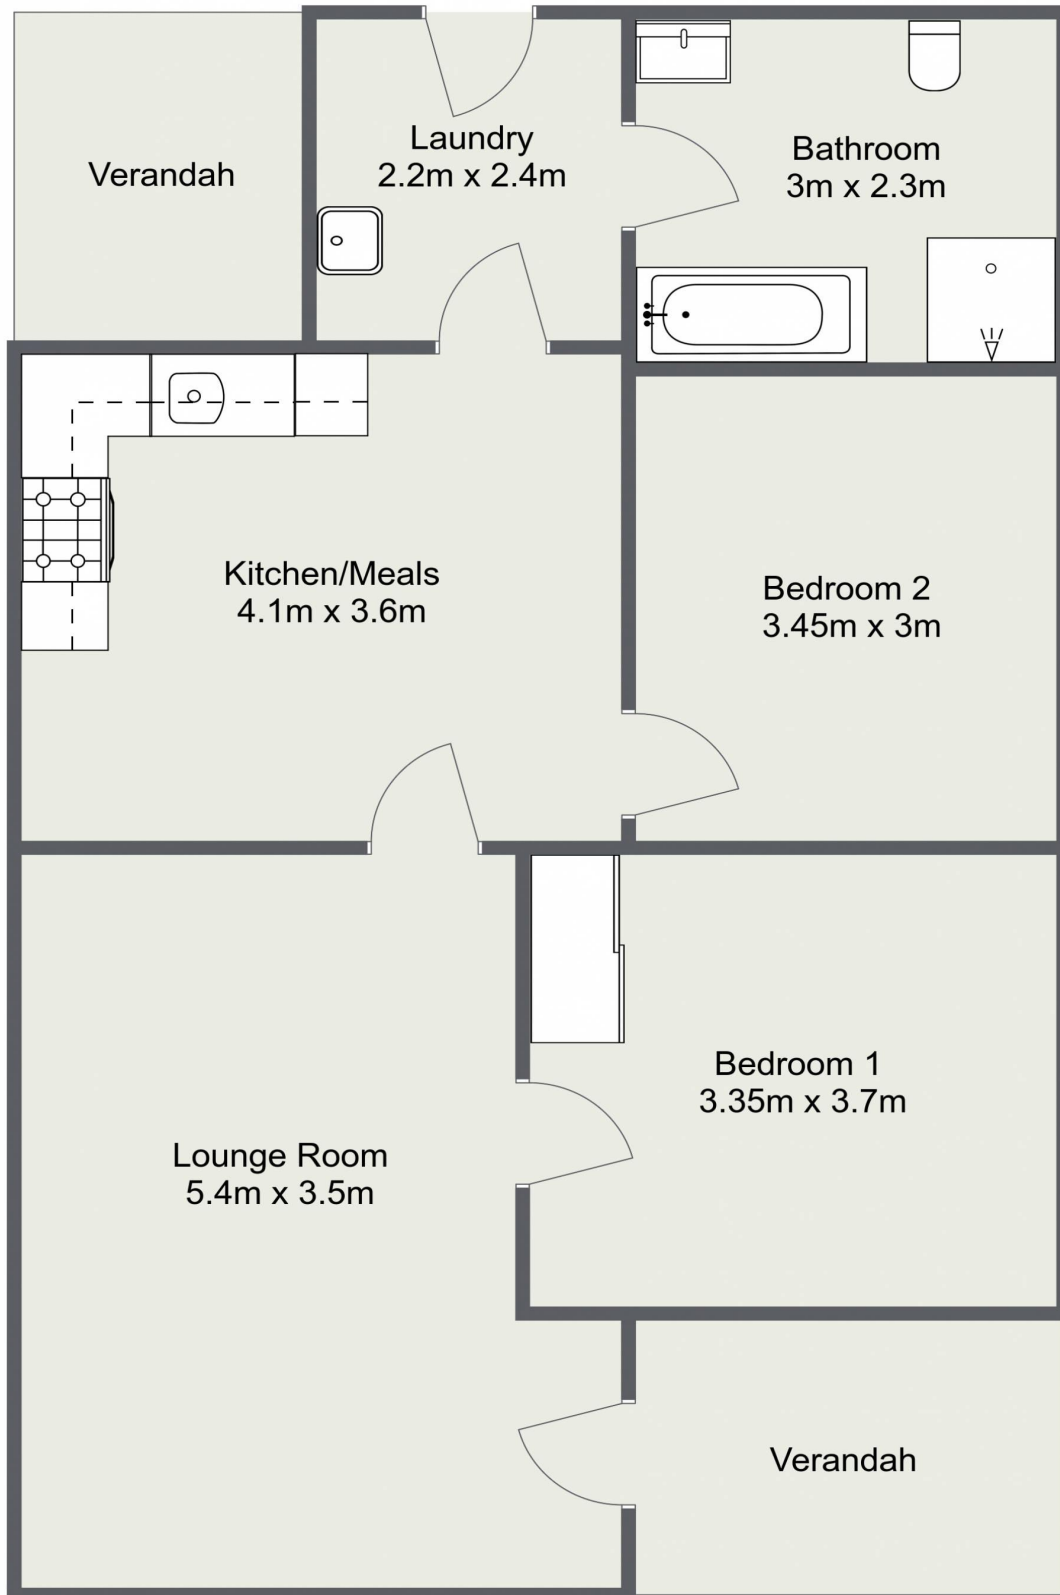 Verandah
Laundry
2.2m x 2.4m
Bathroom
3m x 2.3m
Kitchen/Meals
4.1m x 3.6m
Bedroom 2
3.45m x 3m
Bedroom 1
3.35m x 3.7m
Lounge Room
5.4m x 3.5m
Verandah